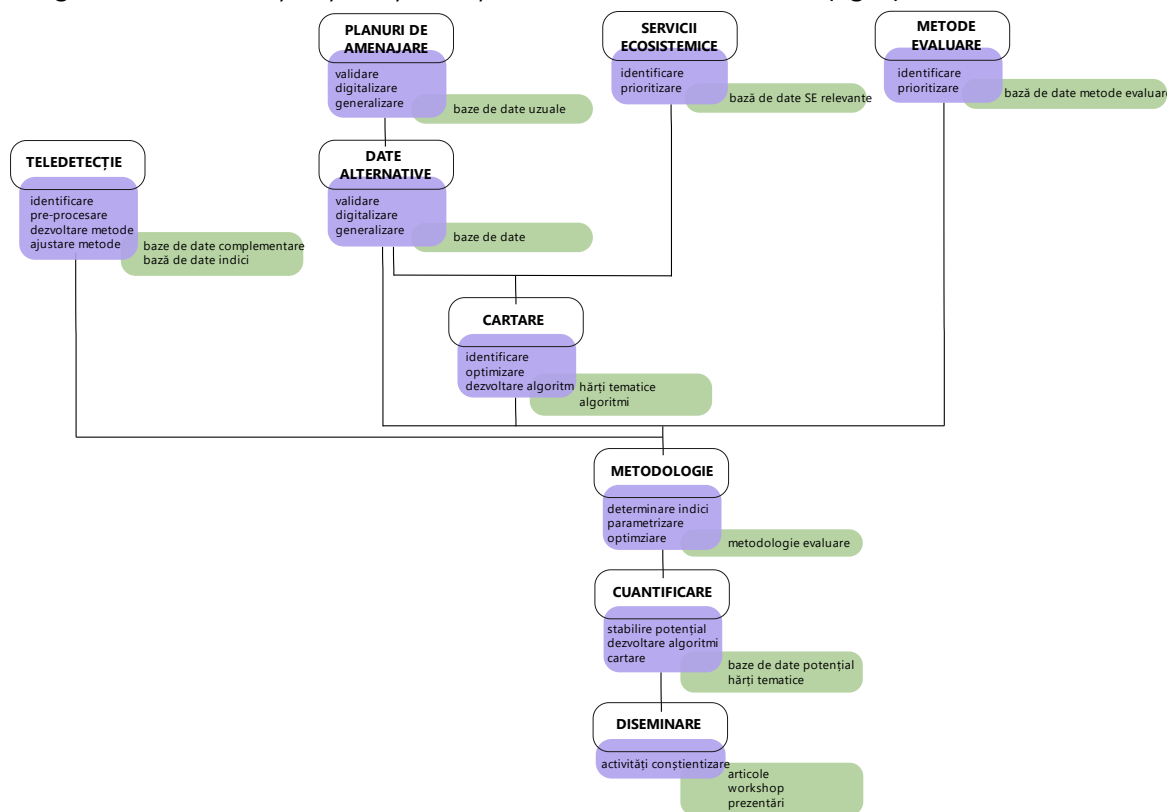 PLANURI DE
AMENAJARE
validare
digitalizare
generalizare
baze de date uzuale
SERVICII
ECOSISTEMICE
identificare
prioritizare
bază de date SE relevante
METODE
EVALUARE
identificare
prioritizare
bază de date metode evaluare
TELEDETECȚIE
identificare
pre-procesare
dezvoltare metode
ajustare metode
baze de date complementare
bază de date indici
DATE
ALTERNATIVE
validare
digitalizare
generalizare
baze de date
CARTARE
identificare
optimizare
dezvoltare algoritm
hărți tematice
algoritmi
METODOLOGIE
determinare indici
parametrizare
optimziare
metodologie evaluare
CUANTIFICARE
stabilire potențial
dezvoltare algoritmi
cartare
baze de date potențial
hărți tematice
DISEMINARE
activități conștientizare
articole
workshop
prezentări